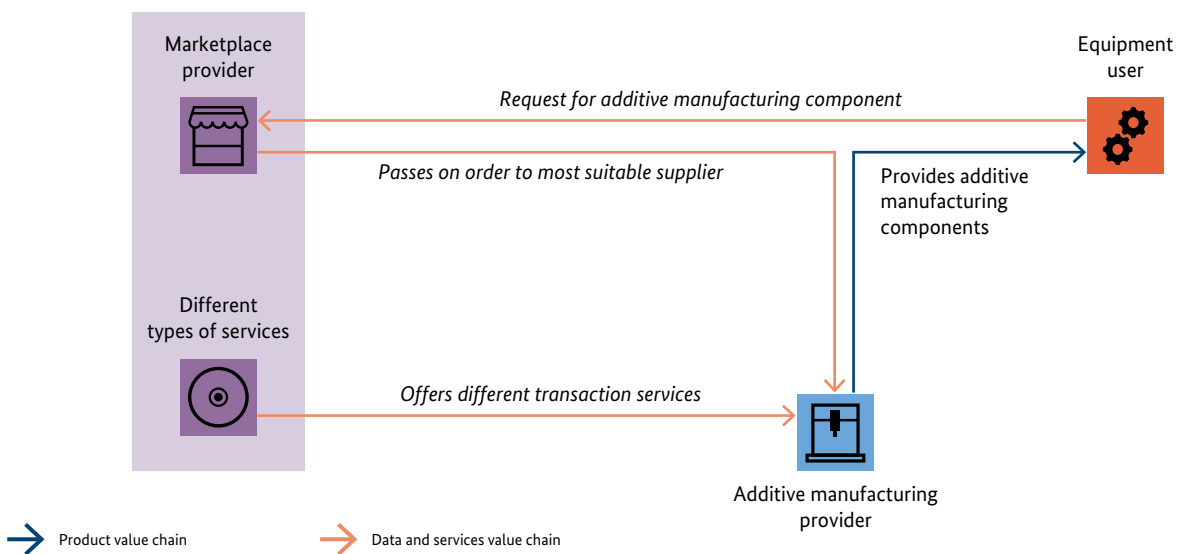 Marketplace
provider
Equipment
user
Request for additive manufacturing component
Passes on order to most suitable supplier
Provides additive
manufacturing
components
Different
types of services
Offers different transaction services
Additive manufacturing
provider
Product value chain
Data and services value chain